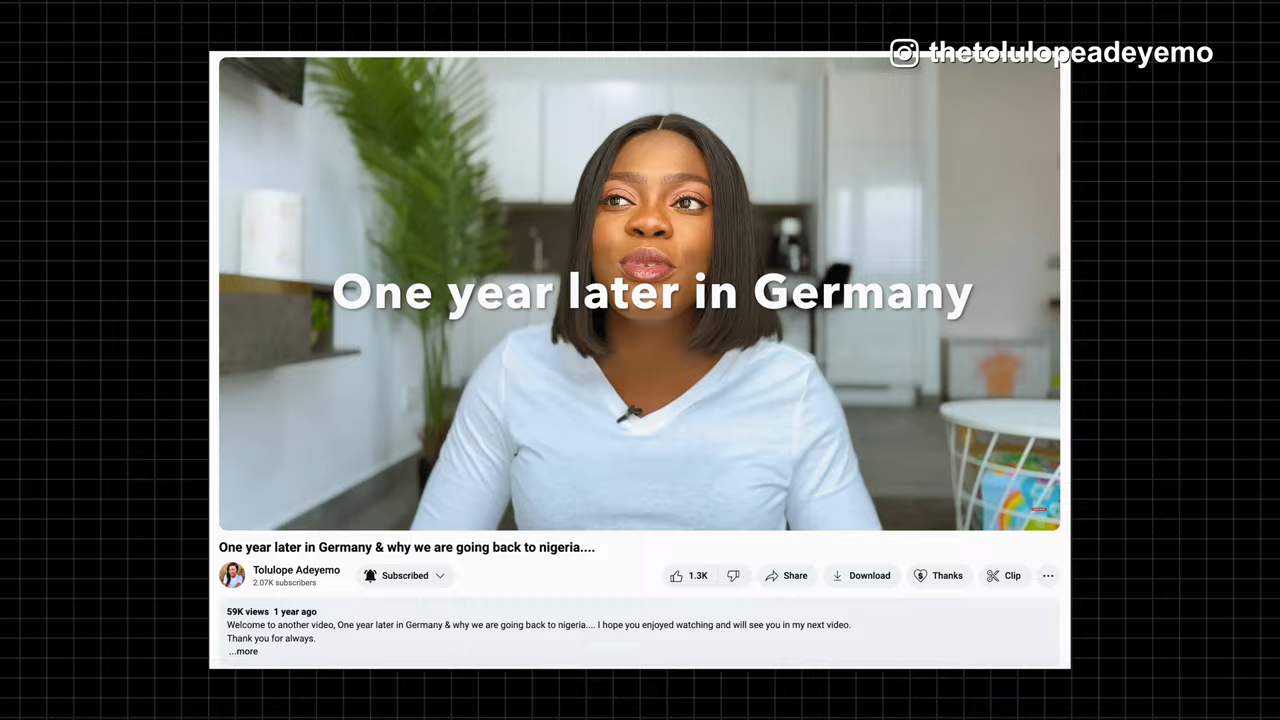 thetolulopeadeyemo
One year later in Germany
One year later in Germany & why we are going back to nigeria....
Tolulope Adeyemo
2.07K subscribers
Subscribed
1.3K
Share
Download
Thanks
Clip
59K views 1 year ago
Welcome to another video, One year later in Germany & why we are going back to nigeria.... I hope you enjoyed watching and will see you in my next video.
Thank you for always.
...more